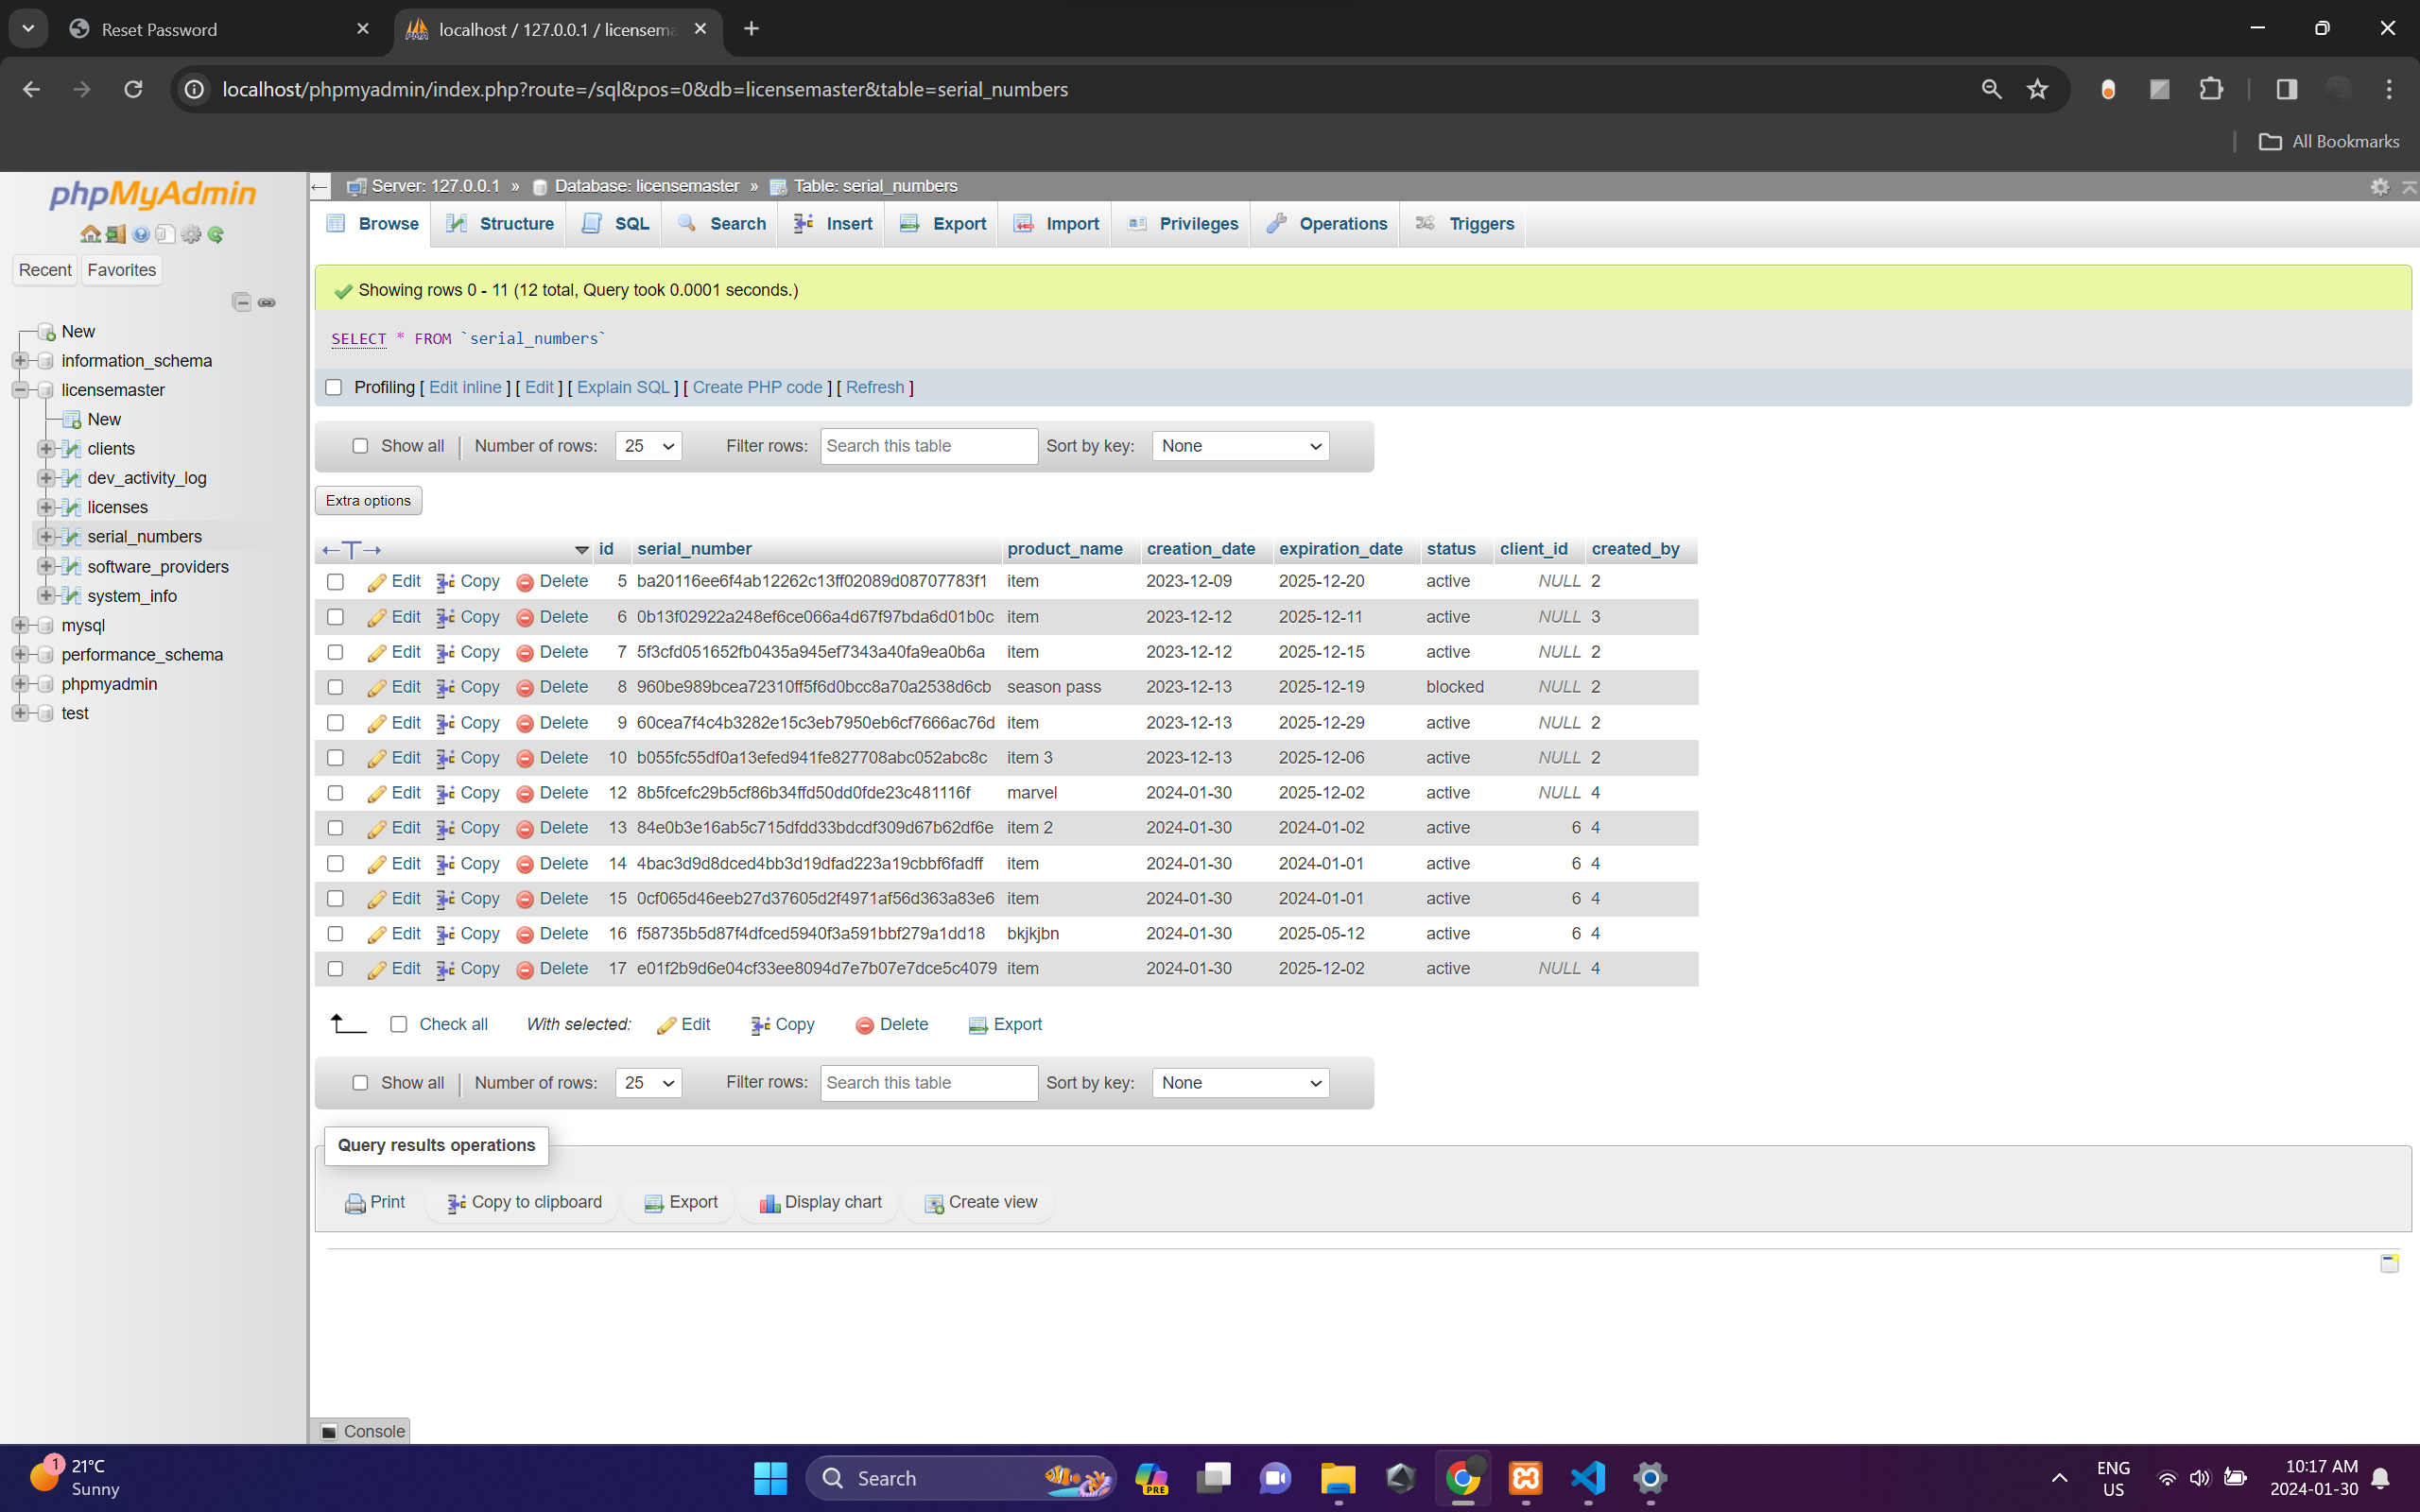 Reset Password
localhost / 127.0.0.1 / licensema
localhost/phpmyadmin/index.php?route=/sql&pos=0&db=licensemaster&table=serial_numbers
All Bookmarks
phpMyAdmin
Recent Favorites
New
information_schema
licensemaster
New
clients
dev_activity_log
licenses
serial_numbers
software_providers
system_info
mysql
performance_schema
phpmyadmin
test
Server: 127.0.0.1 » Database: licensemaster » Table: serial_numbers
Browse Structure SQL Search Insert Export Import Privileges Operations Triggers
Showing rows 0 - 11 (12 total, Query took 0.0001 seconds.)
SELECT * FROM `serial_numbers`
Profiling [ Edit inline ] [ Edit ] [ Explain SQL ] [ Create PHP code ] [ Refresh ]
Show all Number of rows: 25 Filter rows: Search this table Sort by key: None
Extra options
id serial_number product_name creation_date expiration_date status client_id created_by
Edit Copy Delete 5 ba20116ee6f4ab12262c13ff02089d08707783f1 item 2023-12-09 2025-12-20 active NULL 2
Edit Copy Delete 6 0b13f02922a248ef6ce066a4d67f97bda6d01b0c item 2023-12-12 2025-12-11 active NULL 3
Edit Copy Delete 7 5f3cfd051652fb0435a945ef7343a40fa9ea0b6a item 2023-12-12 2025-12-15 active NULL 2
Edit Copy Delete 8 960be989bcea72310ff5f6d0bcc8a70a2538d6cb season pass 2023-12-13 2025-12-19 blocked NULL 2
Edit Copy Delete 9 60cea7f4c4b3282e15c3eb7950eb6cf7666ac76d item 2023-12-13 2025-12-29 active NULL 2
Edit Copy Delete 10 b055fc55df0a13efed941fe827708abc052abc8c item 3 2023-12-13 2025-12-06 active NULL 2
Edit Copy Delete 12 8b5fcefc29b5cf86b34ffd50dd0fde23c481116f marvel 2024-01-30 2025-12-02 active NULL 4
Edit Copy Delete 13 84e0b3e16ab5c715dfdd33bdcdf309d67b62df6e item 2 2024-01-30 2024-01-02 active 6 4
Edit Copy Delete 14 4bac3d9d8dced4bb3d19dfad223a19cbbf6fadff item 2024-01-30 2024-01-01 active 6 4
Edit Copy Delete 15 0cf065d46eeb27d37605d2f4971af56d363a83e6 item 2024-01-30 2024-01-01 active 6 4
Edit Copy Delete 16 f58735b5d87f4dfced5940f3a591bbf279a1dd18 bkjkjbn 2024-01-30 2025-05-12 active 6 4
Edit Copy Delete 17 e01f2b9d6e04cf33ee8094d7e7b07e7dce5c4079 item 2024-01-30 2025-12-02 active NULL 4
Check all With selected: Edit Copy Delete Export
Show all Number of rows: 25 Filter rows: Search this table Sort by key: None
Query results operations
Print Copy to clipboard Export Display chart Create view
Console
1 21°C
Sunny
Search
PRE
ENG
US
10:17 AM
2024-01-30